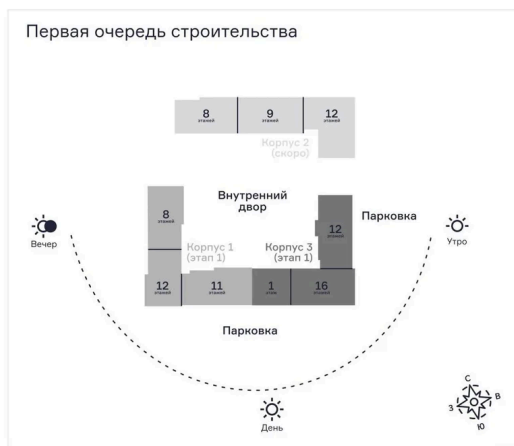 Первая очередь строительства
8
этажей
9
этажей
12
этажей
Корпус 2
(скоро)
Внутренний
двор
8
этажей
12
этажей
Парковка
Вечер
Утро
Корпус 1
(этап 1)
Корпус 3
(этап 1)
12
этажей
11
этажей
1
этаж
16
этажей
Парковка
День
С
В
З
Ю